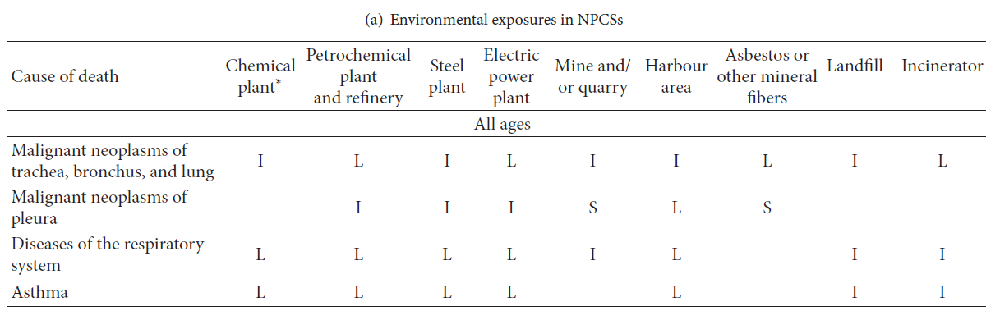 (a) Environmental exposures in NPCSs
Cause of death Chemical plant* Petrochemical plant and refinery Steel plant Electric power plant Mine and/ or quarry Harbour area Asbestos or other mineral fibers Landfill Incinerator
All ages
Malignant neoplasms of
trachea, bronchus, and lung I L I L I I L I L
Malignant neoplasms of
pleura I I I S L S
Diseases of the respiratory
system L L L L I L I I
Asthma L L L L L I I